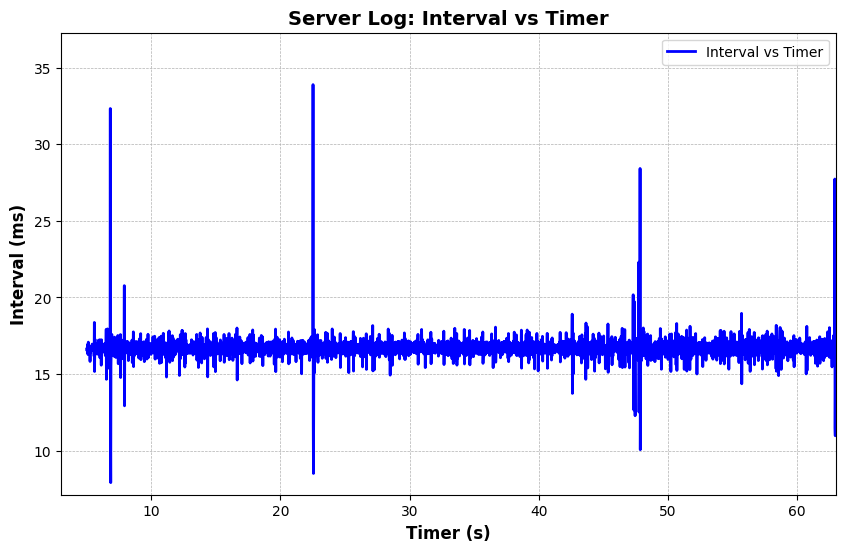 Server Log: Interval vs Timer
Interval vs Timer
35
30
25
20
15
10
Interval (ms)
10 20 30 40 50 60
Timer (s)